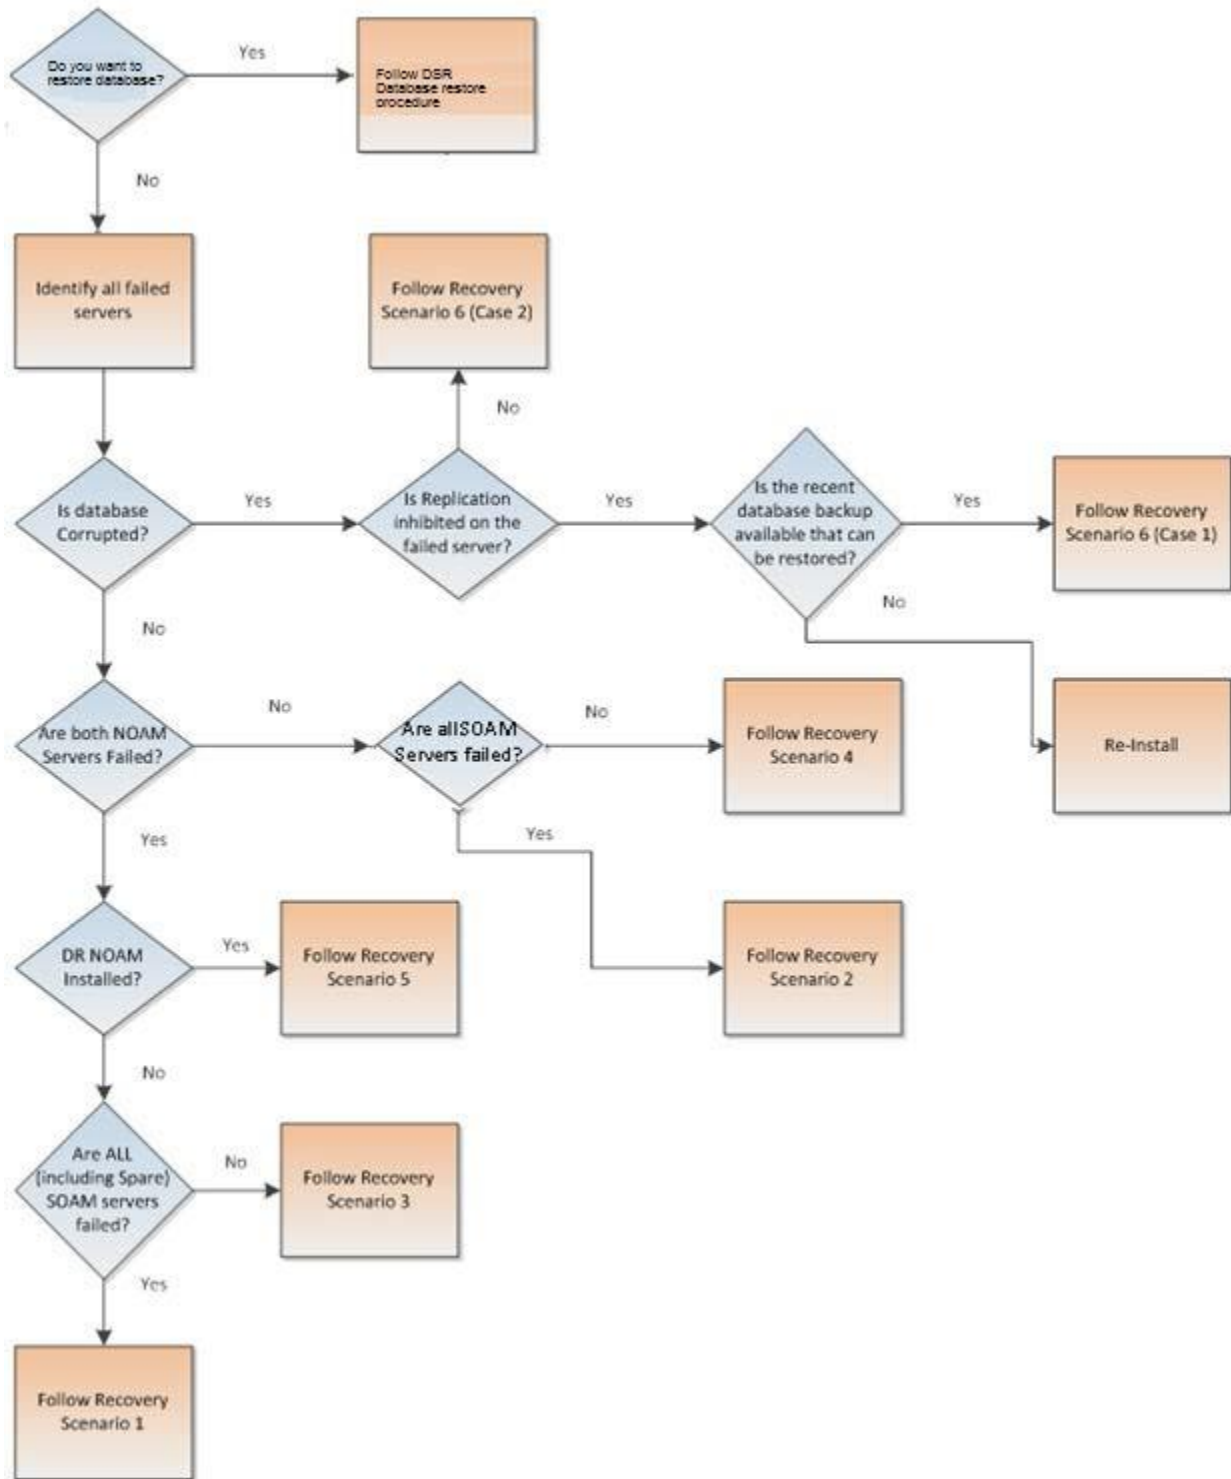 Do you want to
restore database?
Yes
Follow DSR
Database restore
procedure
No
Identify all failed
servers
Follow Recovery
Scenario 6 (Case 2)
No
Is database
Corrupted?
Yes
Is Replication
inhibited on the
failed server?
Yes
Is the recent
database backup
available that can
be restored?
Yes
Follow Recovery
Scenario 6 (Case 1)
No
No
Are both NOAM
Servers Failed?
No
Are allSOAM
Servers failed?
No
Follow Recovery
Scenario 4
Re-Install
Yes
Yes
DR NOAM
Installed?
Yes
Follow Recovery
Scenario 5
Follow Recovery
Scenario 2
No
Are ALL
(including Spare)
SOAM servers
failed?
No
Follow Recovery
Scenario 3
Yes
Follow Recovery
Scenario 1